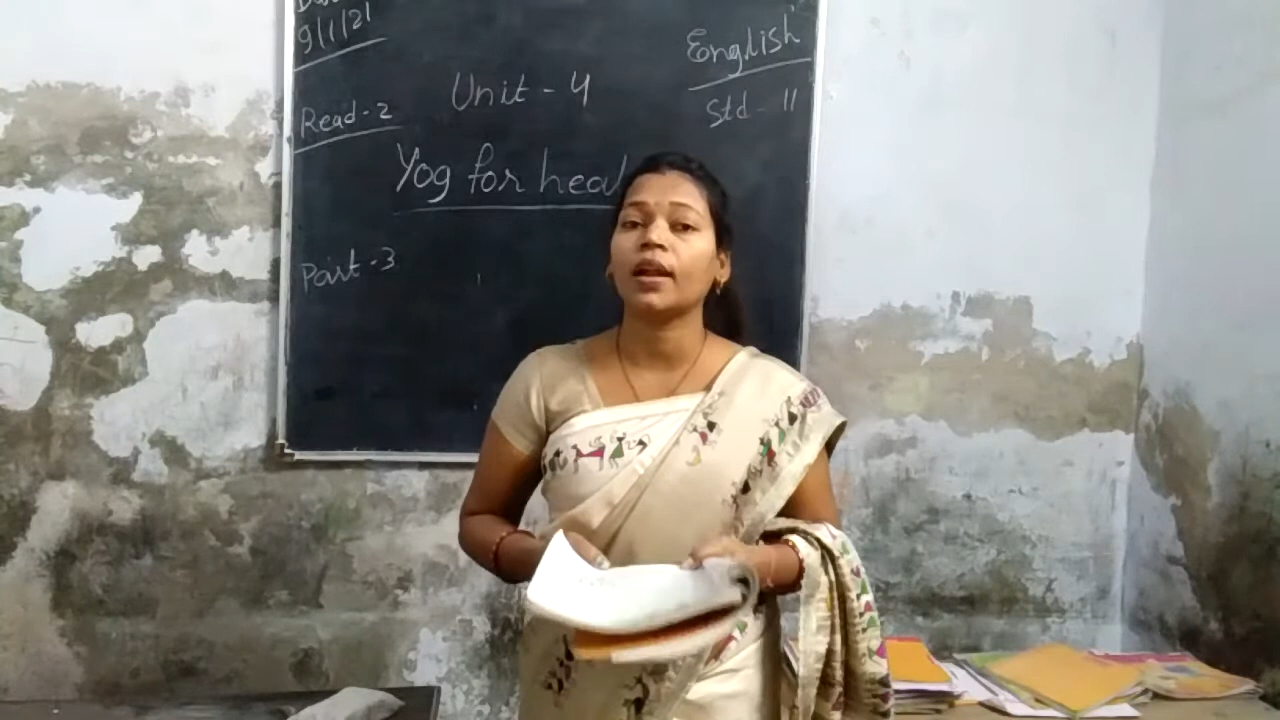 9/1/21
English
Unit - 4
Std - 11
Read - 2
Yog for heal
Part - 3